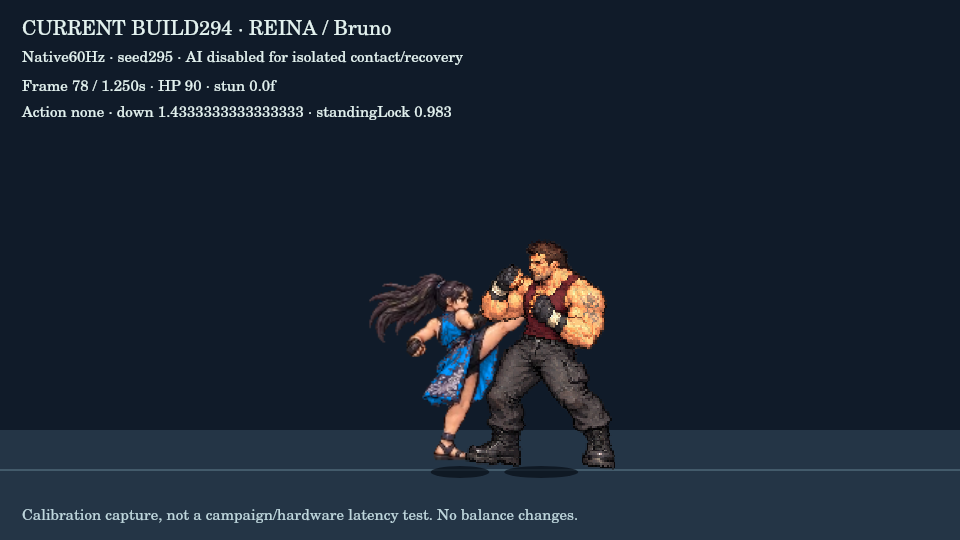 CURRENT BUILD294 · REINA / Bruno
Native60Hz · seed295 · AI disabled for isolated contact/recovery
Frame 78 / 1.250s · HP 90 · stun 0.0f
Action none · down 1.4333333333333333 · standingLock 0.983
Calibration capture, not a campaign/hardware latency test. No balance changes.